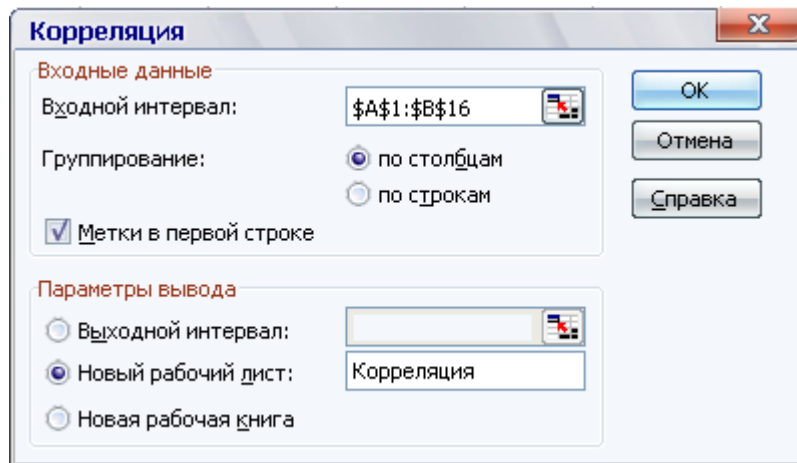 Корреляция
Входные данные
Входной интервал: $A$1:$B$16
Группирование: по столбцам
по строкам
Метки в первой строке
Параметры вывода
Выходной интервал:
Новый рабочий лист: Корреляция
Новая рабочая книга
OK
Отмена
Справка